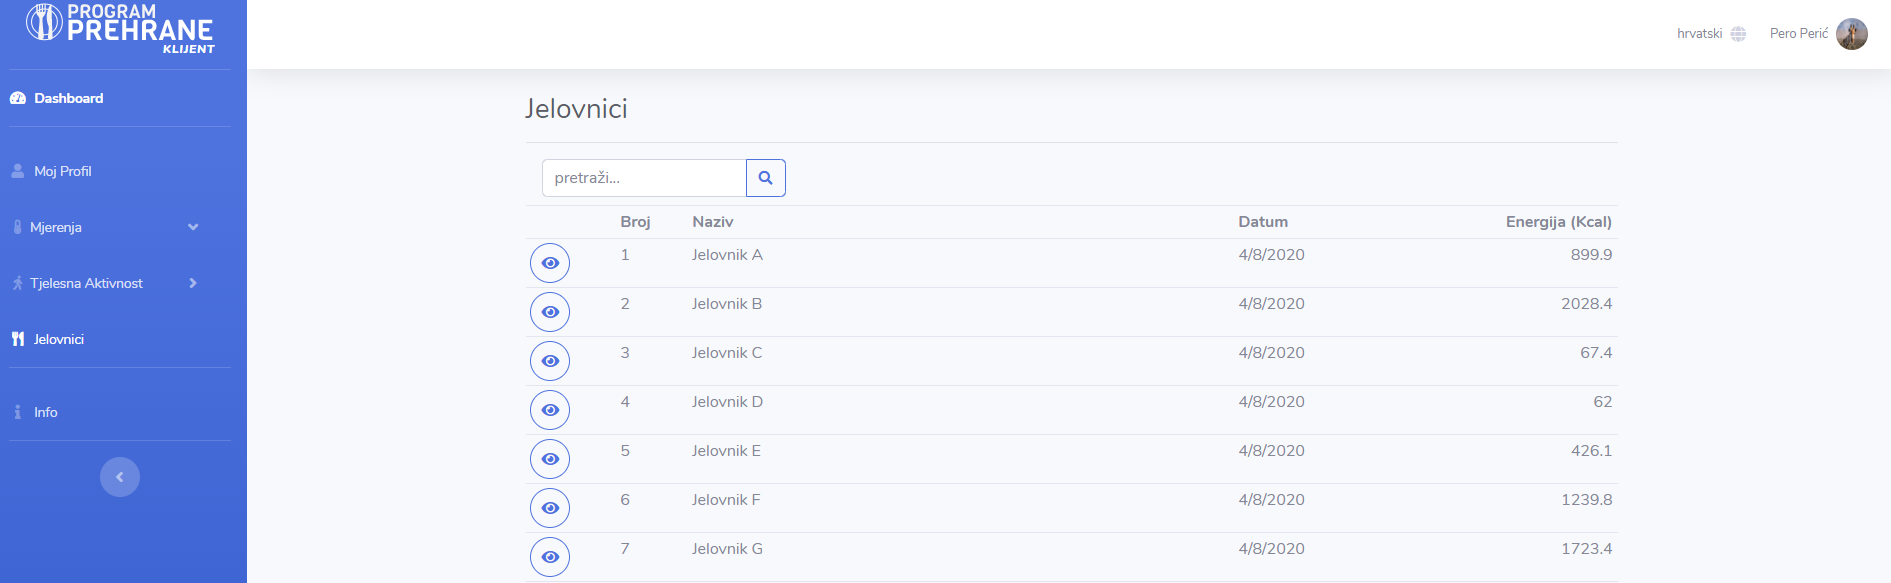 PROGRAM
PREHRANE
KLIJENT
hrvatski
Pero Perić
Dashboard
Moj Profil
Mjerenja
Tjelesna Aktivnost
Jelovnici
Info
Jelovnici
pretraži...
Broj Naziv Datum Energija (Kcal)
1 Jelovnik A 4/8/2020 899.9
2 Jelovnik B 4/8/2020 2028.4
3 Jelovnik C 4/8/2020 67.4
4 Jelovnik D 4/8/2020 62
5 Jelovnik E 4/8/2020 426.1
6 Jelovnik F 4/8/2020 1239.8
7 Jelovnik G 4/8/2020 1723.4